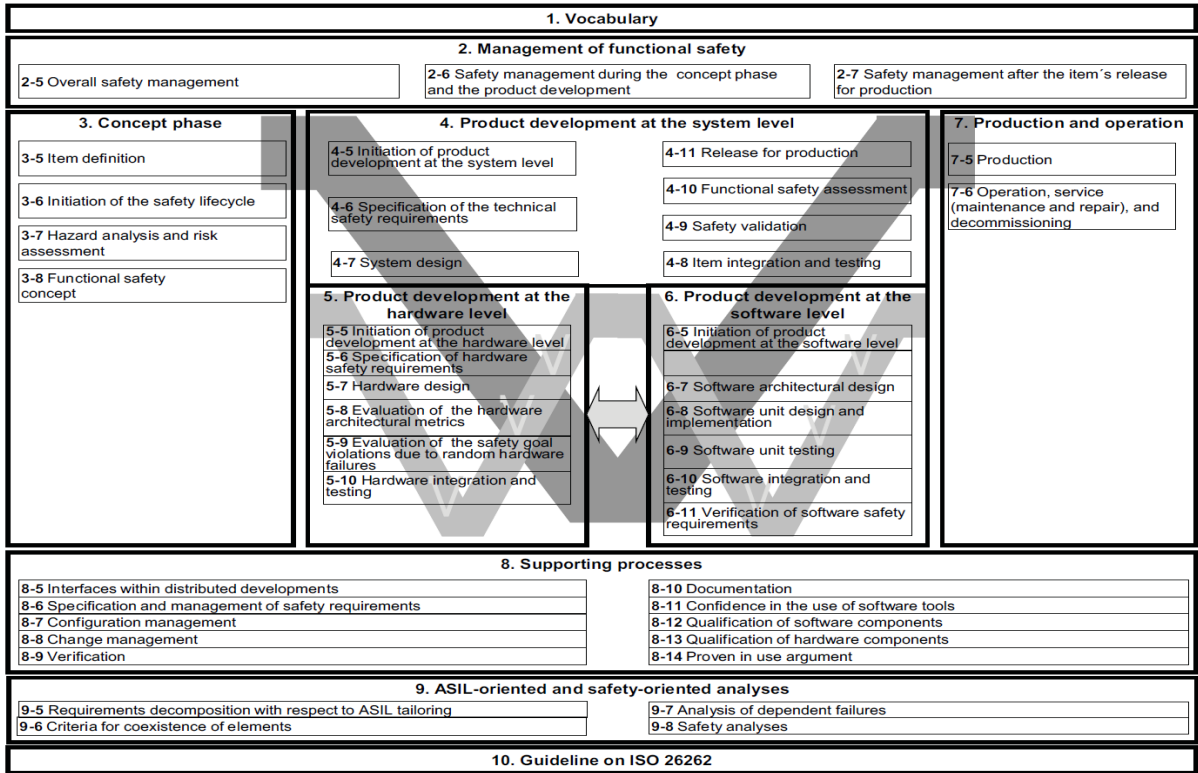 1. Vocabulary
2. Management of functional safety
2-5 Overall safety management
2-6 Safety management during the concept phase
and the product development
2-7 Safety management after the item´s release
for production
3. Concept phase
3-5 Item definition
3-6 Initiation of the safety lifecycle
3-7 Hazard analysis and risk
assessment
3-8 Functional safety
concept
4. Product development at the system level
4-5 Initiation of product
development at the system level
4-6 Specification of the technical
safety requirements
4-7 System design
4-11 Release for production
4-10 Functional safety assessment
4-9 Safety validation
4-8 Item integration and testing
5. Product development at the
hardware level
5-5 Initiation of product
development at the hardware level
5-6 Specification of hardware
safety requirements
5-7 Hardware design
5-8 Evaluation of the hardware
architectural metrics
5-9 Evaluation of the safety goal
violations due to random hardware
failures
5-10 Hardware integration and
testing
6. Product development at the
software level
6-5 Initiation of product
development at the software level
6-7 Software architectural design
6-8 Software unit design and
implementation
6-9 Software unit testing
6-10 Software integration and
testing
6-11 Verification of software safety
requirements
7. Production and operation
7-5 Production
7-6 Operation, service
(maintenance and repair), and
decommissioning
8. Supporting processes
8-5 Interfaces within distributed developments
8-6 Specification and management of safety requirements
8-7 Configuration management
8-8 Change management
8-9 Verification
8-10 Documentation
8-11 Confidence in the use of software tools
8-12 Qualification of software components
8-13 Qualification of hardware components
8-14 Proven in use argument
9. ASIL-oriented and safety-oriented analyses
9-5 Requirements decomposition with respect to ASIL tailoring
9-6 Criteria for coexistence of elements
9-7 Analysis of dependent failures
9-8 Safety analyses
10. Guideline on ISO 26262